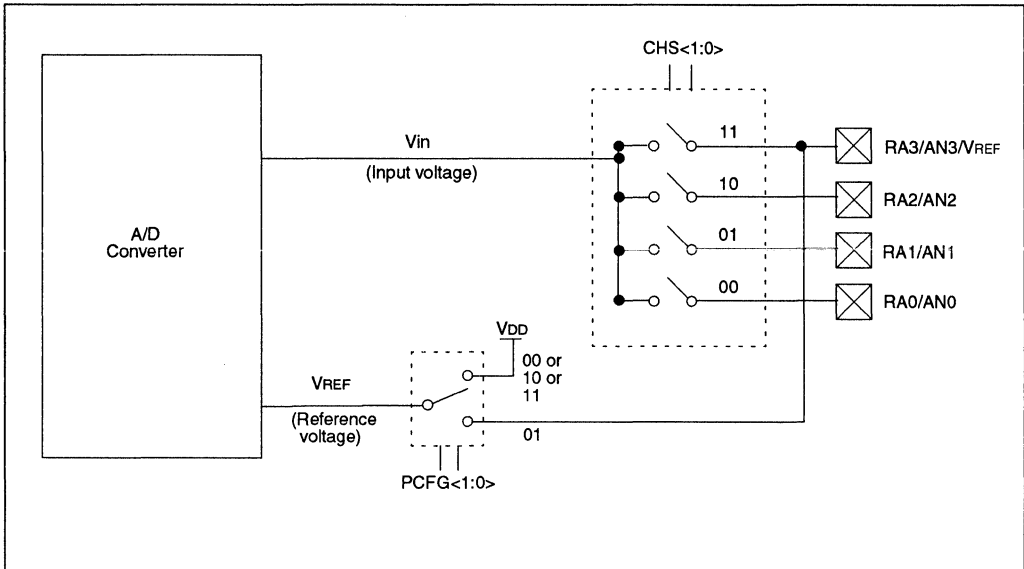 CHS<1:0>
Vin
(Input voltage)
11
RA3/AN3/VREF
10
RA2/AN2
A/D
Converter
01
RA1/AN1
00
RA0/AN0
VDD
00 or
10 or
11
VREF
(Reference
voltage)
01
PCFG<1:0>